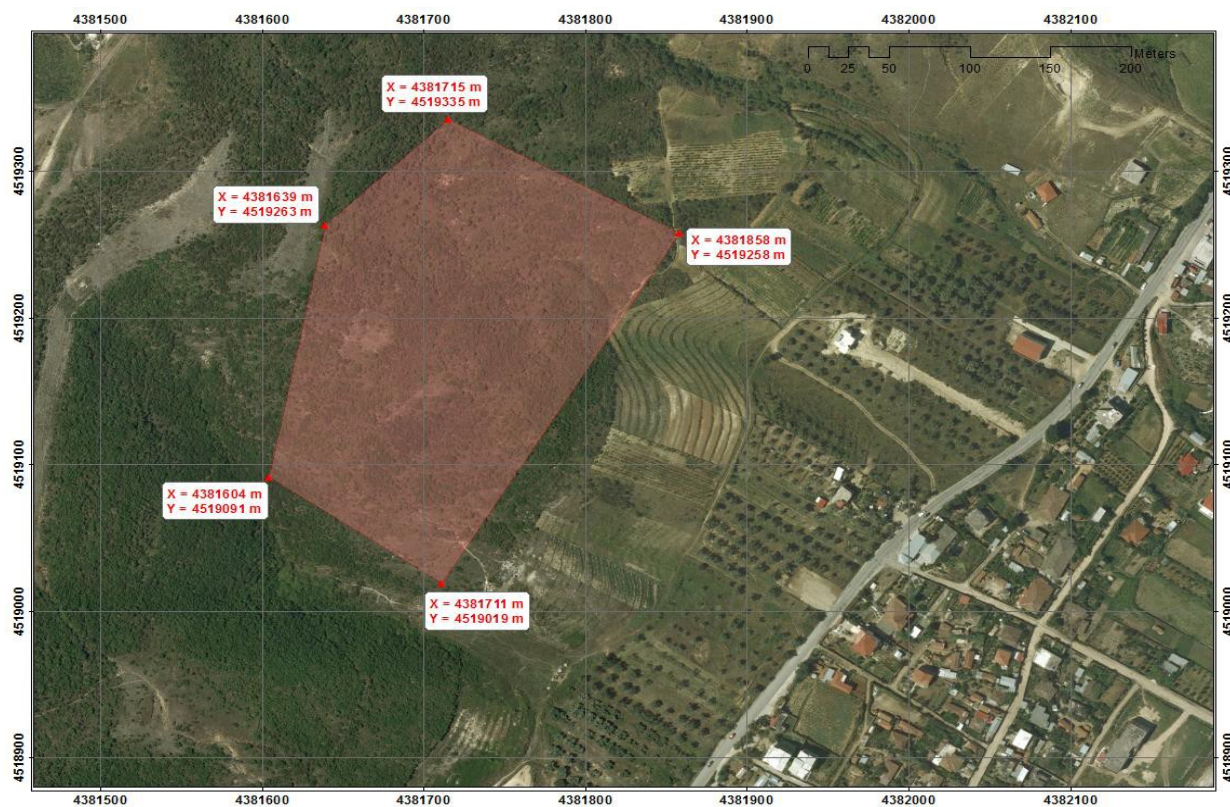 4381500 4381600 4381700 4381800 4381900 4382000 4382100
Meters
0 25 50 100 150 200
X = 4381715 m
Y = 4519335 m
4519300 4519300
X = 4381639 m
Y = 4519263 m
X = 4381858 m
Y = 4519258 m
4519200 4519200
4519100 4519100
X = 4381604 m
Y = 4519091 m
X = 4381711 m
Y = 4519019 m
4519000 4519000
4518900 4518900
4381500 4381600 4381700 4381800 4381900 4382000 4382100